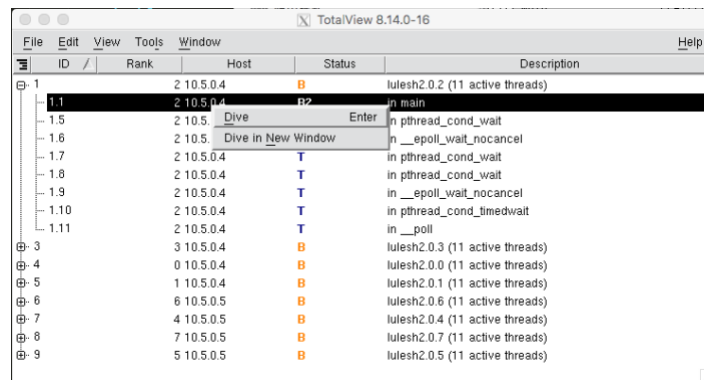 TotalView 8.14.0-16
File Edit View Tools Window Help
ID / Rank Host Status Description
1 2 10.5.0.4 B lulesh2.0.2 (11 active threads)
1.1 2 10.5.0.4 B2 in main
1.5 2 10.5. in pthread_cond_wait
Dive Enter
1.6 2 10.5. in __epoll_wait_nocancel
Dive in New Window
1.7 2 10.5.0.4 T in pthread_cond_wait
1.8 2 10.5.0.4 T in pthread_cond_wait
1.9 2 10.5.0.4 T in __epoll_wait_nocancel
1.10 2 10.5.0.4 T in pthread_cond_timedwait
1.11 2 10.5.0.4 T in __poll
3 3 10.5.0.4 B lulesh2.0.3 (11 active threads)
4 0 10.5.0.4 B lulesh2.0.0 (11 active threads)
5 1 10.5.0.4 B lulesh2.0.1 (11 active threads)
6 6 10.5.0.5 B lulesh2.0.6 (11 active threads)
7 4 10.5.0.5 B lulesh2.0.4 (11 active threads)
8 7 10.5.0.5 B lulesh2.0.7 (11 active threads)
9 5 10.5.0.5 B lulesh2.0.5 (11 active threads)